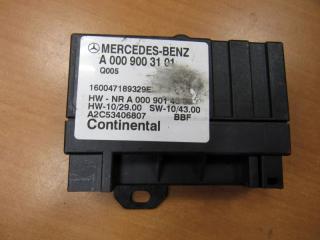 MERCEDES-BENZ
A 000 900 31 01
Q005
160047189329E
HW - NR A 000 901
HW-10/29.00 SW-10/43.00
A2C53406807 BBF
Continental